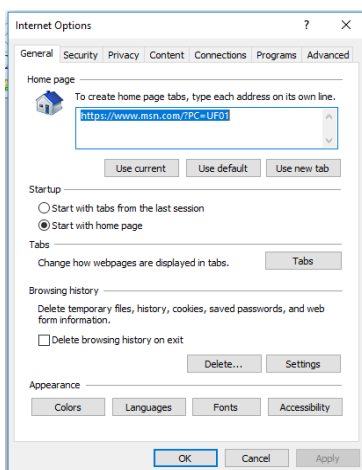 Internet Options
General Security Privacy Content Connections Programs Advanced
Home page
To create home page tabs, type each address on its own line.
https://www.msn.com/?PC=UF01
Use current Use default Use new tab
Startup
Start with tabs from the last session
Start with home page
Tabs
Change how webpages are displayed in tabs. Tabs
Browsing history
Delete temporary files, history, cookies, saved passwords, and web
form information.
Delete browsing history on exit
Delete... Settings
Appearance
Colors Languages Fonts Accessibility
OK Cancel Apply